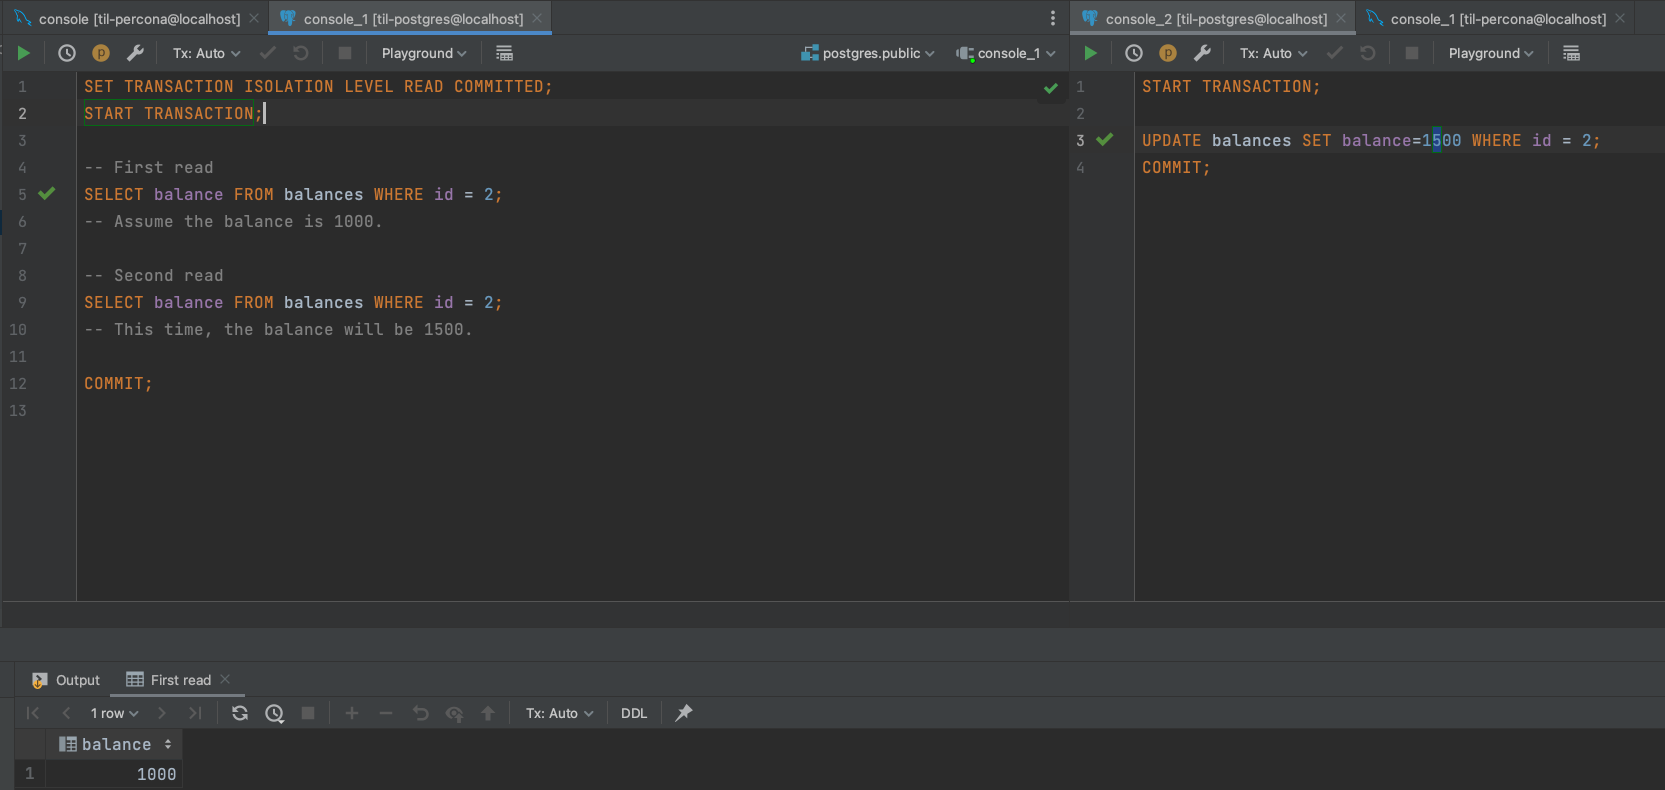 console [til-percona@localhost]
console_1 [til-postgres@localhost]
console_2 [til-postgres@localhost]
console_1 [til-percona@localhost]
p
Tx: Auto
Playground
postgres.public
console_1
p
Tx: Auto
Playground
1 SET TRANSACTION ISOLATION LEVEL READ COMMITTED;
2 START TRANSACTION;
3
4 -- First read
5 SELECT balance FROM balances WHERE id = 2;
6 -- Assume the balance is 1000.
7
8 -- Second read
9 SELECT balance FROM balances WHERE id = 2;
10 -- This time, the balance will be 1500.
11
12 COMMIT;
13
1 START TRANSACTION;
2
3 UPDATE balances SET balance=1500 WHERE id = 2;
4 COMMIT;
Output
First read
1 row
Tx: Auto
DDL
balance
1 1000